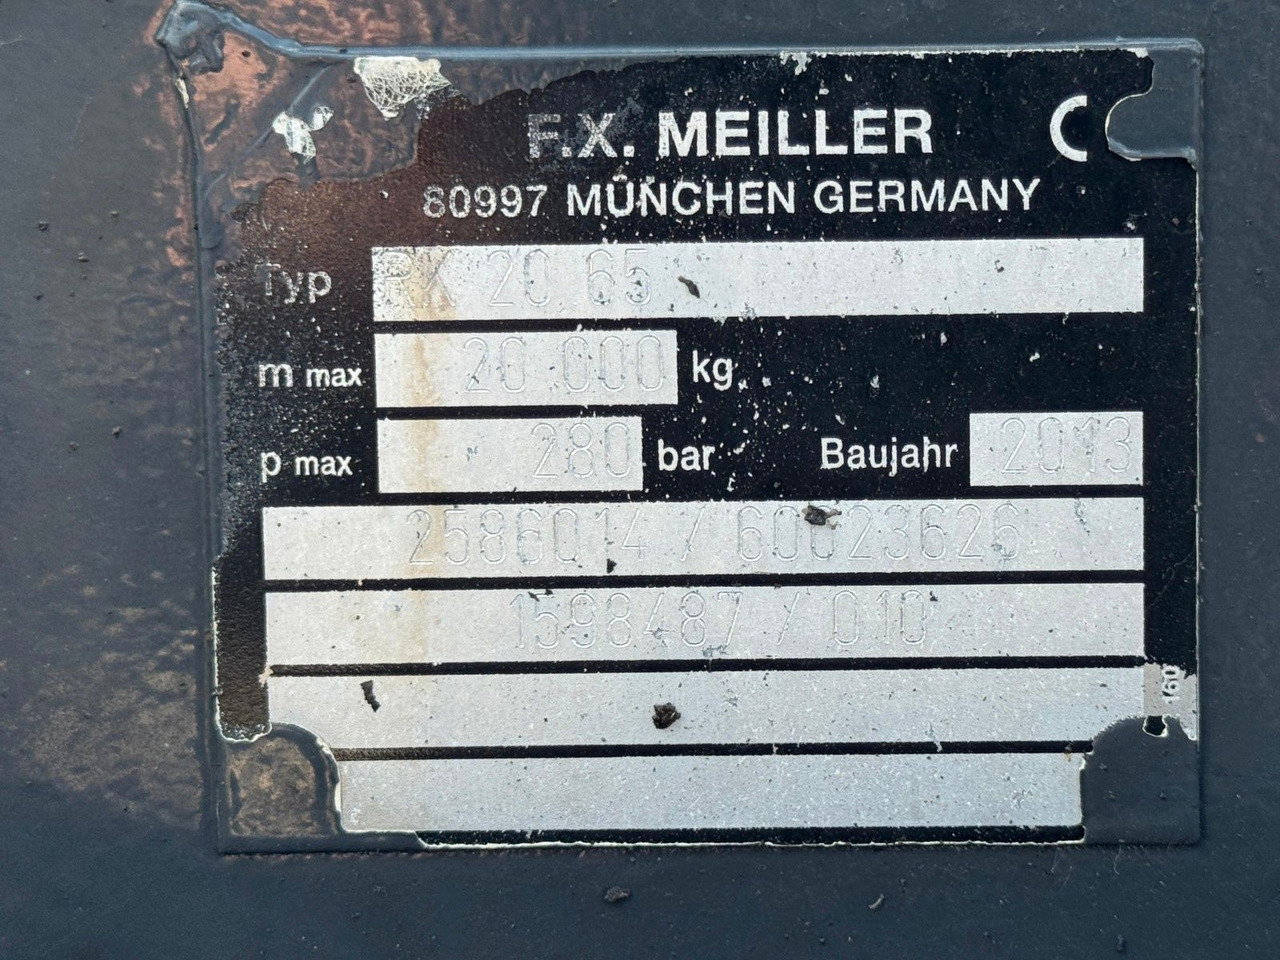 F.X. MEILLER C
80997 MÜNCHEN GERMANY
Typ RK 20.65
m max 20.000 kg
p max 280 bar Baujahr 2013
2586014 / 60023626
1598487 / 010